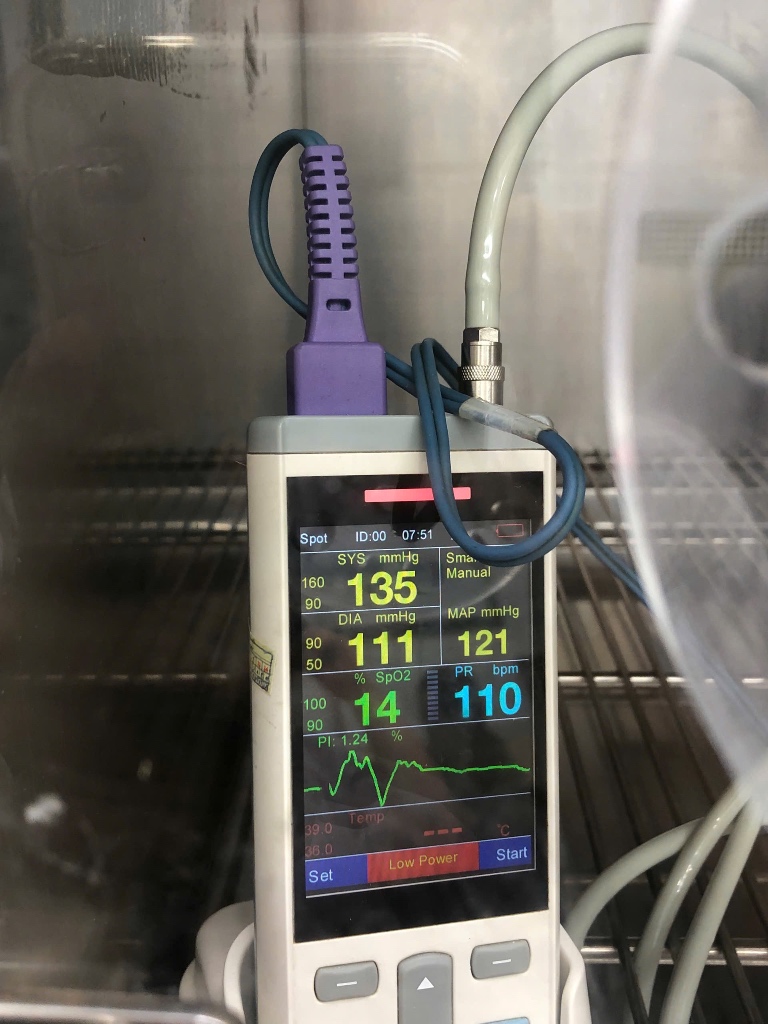 Spot ID:00 07:51
SYS mmHg
160
90
135
Manual
DIA mmHg
90
50
111
MAP mmHg
121
% SpO2
100
90
14
PR bpm
110
PI: 1.24 %
Temp
39.0
36.0
--- °C
Set Low Power Start